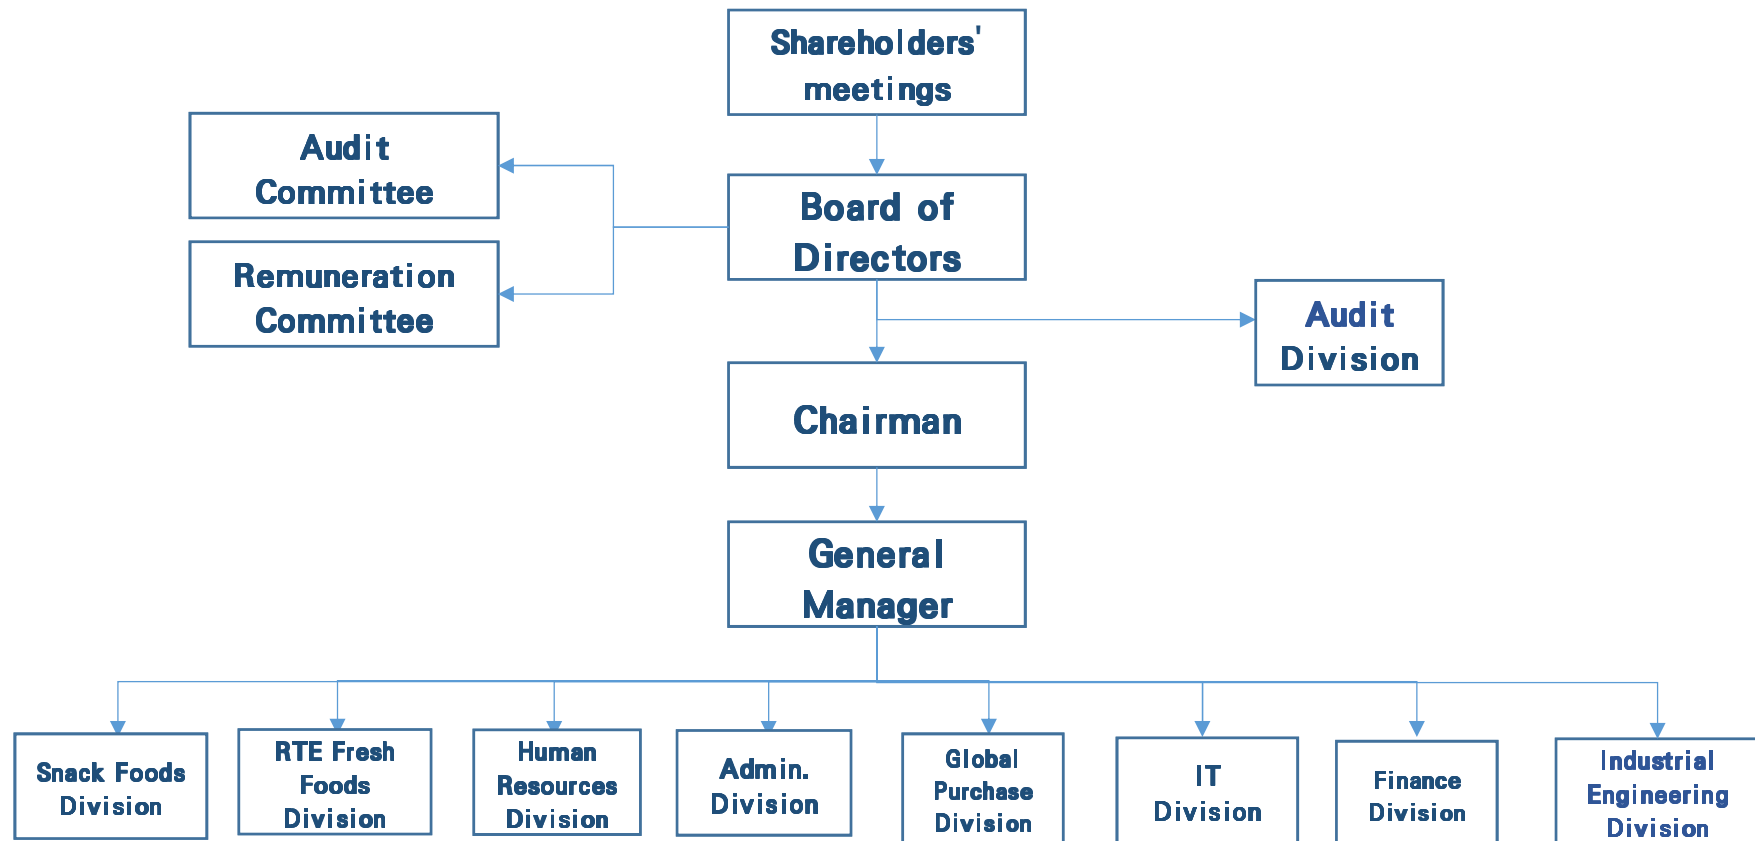 Shareholders'
meetings
Audit
Committee
Board of
Directors
Remuneration
Committee
Audit
Division
Chairman
General
Manager
Snack Foods
Division
RTE Fresh
Foods
Division
Human
Resources
Division
Admin.
Division
Global
Purchase
Division
IT
Division
Finance
Division
Industrial
Engineering
Division